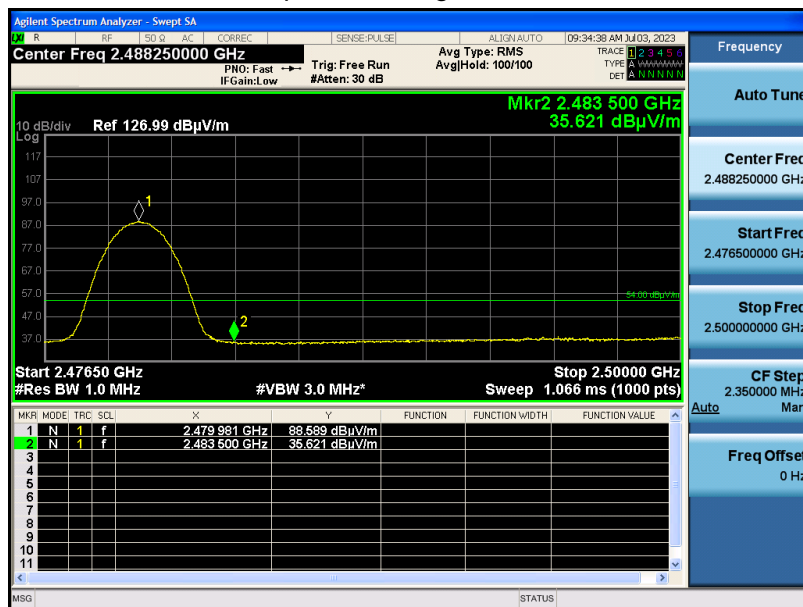 Agilent Spectrum Analyzer - Swept SA
LXI R RF 50 Ω AC CORREC SENSE:PULSE ALIGN AUTO 09:34:38 AM Jul 03, 2023
Center Freq 2.488250000 GHz
PNO: Fast
IFGain:Low
Trig: Free Run
#Atten: 30 dB
Avg Type: RMS
Avg|Hold: 100/100
TRACE 1 2 3 4 5 6
TYPE A WWWWW
DET A N N N N N
Mkr2 2.483 500 GHz
35.621 dBµV/m
10 dB/div Ref 126.99 dBµV/m
Log
117
107
97.0
87.0
77.0
67.0
57.0
47.0
37.0
1
2
54.00 dBµV/m
Start 2.47650 GHz Stop 2.50000 GHz
#Res BW 1.0 MHz #VBW 3.0 MHz* Sweep 1.066 ms (1000 pts)
MKR MODE TRC SCL X Y FUNCTION FUNCTION WIDTH FUNCTION VALUE
1 N 1 f 2.479 981 GHz 88.589 dBµV/m
2 N 1 f 2.483 500 GHz 35.621 dBµV/m
3
4
5
6
7
8
9
10
11
MSG STATUS
Frequency
Auto Tune
Center Freq
2.488250000 GHz
Start Freq
2.476500000 GHz
Stop Freq
2.500000000 GHz
CF Step
2.350000 MHz
Auto Man
Freq Offset
0 Hz